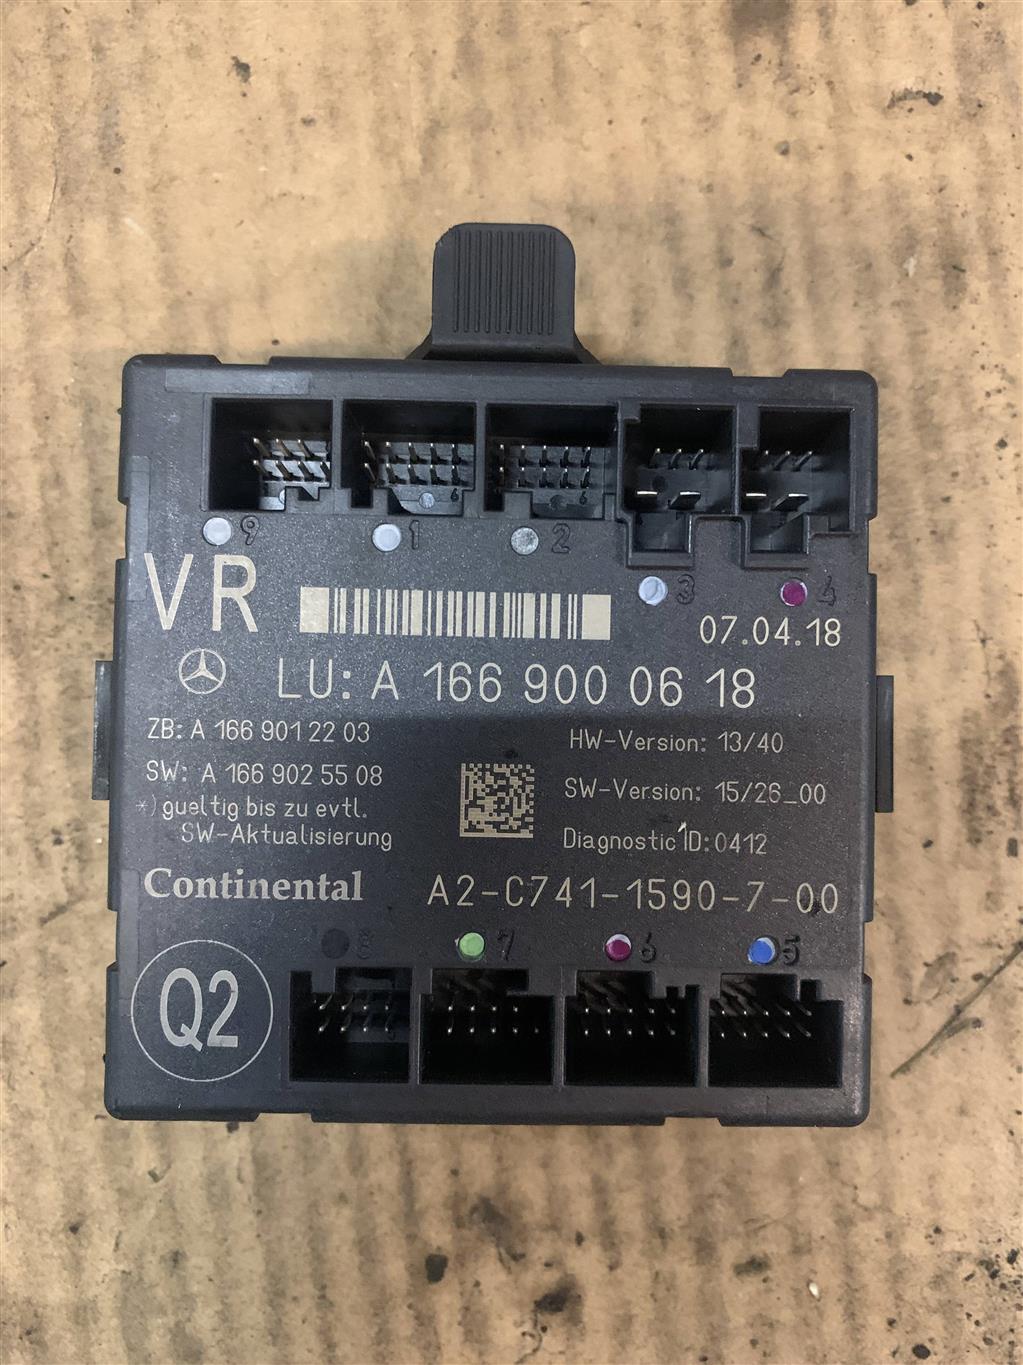 9 1 2 3 4
VR
07.04.18
LU: A 166 900 06 18
ZB: A 166 901 22 03
HW-Version: 13/40
SW: A 166 902 55 08
SW-Version: 15/26_00
*) gueltig bis zu evtl.
SW-Aktualisierung
Diagnostic ID: 0412
Continental
A2-C741-1590-7-00
8 7 6 5
Q2